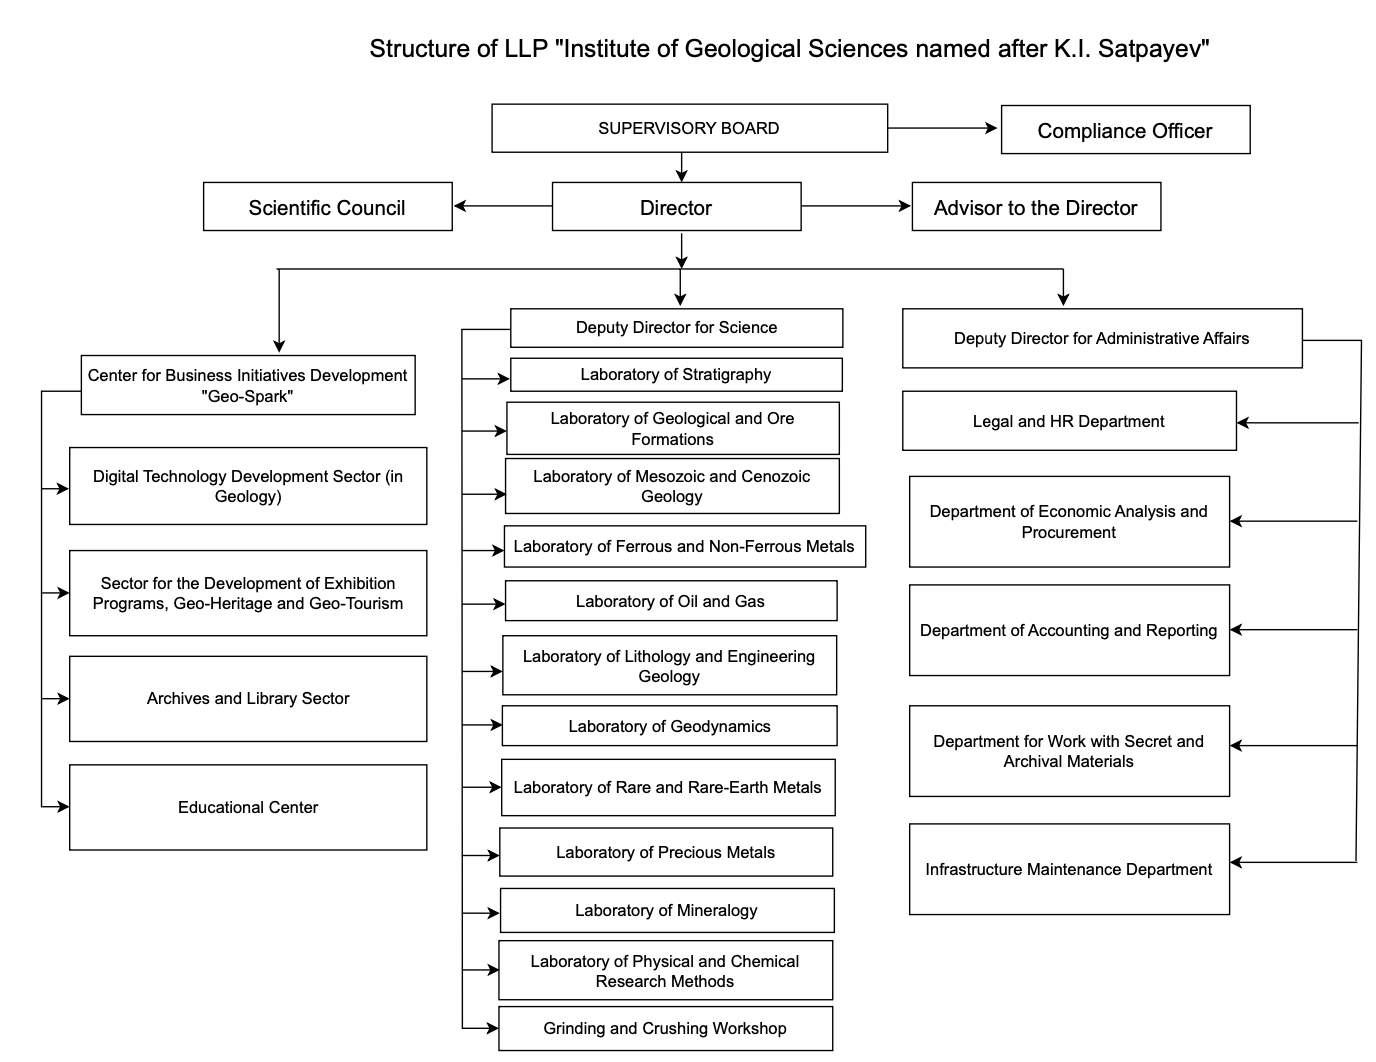 Structure of LLP "Institute of Geological Sciences named after K.I. Satpayev"
SUPERVISORY BOARD
Compliance Officer
Scientific Council
Director
Advisor to the Director
Center for Business Initiatives Development
"Geo-Spark"
Digital Technology Development Sector (in
Geology)
Sector for the Development of Exhibition
Programs, Geo-Heritage and Geo-Tourism
Archives and Library Sector
Educational Center
Deputy Director for Science
Laboratory of Stratigraphy
Laboratory of Geological and Ore
Formations
Laboratory of Mesozoic and Cenozoic
Geology
Laboratory of Ferrous and Non-Ferrous Metals
Laboratory of Oil and Gas
Laboratory of Lithology and Engineering
Geology
Laboratory of Geodynamics
Laboratory of Rare and Rare-Earth Metals
Laboratory of Precious Metals
Laboratory of Mineralogy
Laboratory of Physical and Chemical
Research Methods
Grinding and Crushing Workshop
Deputy Director for Administrative Affairs
Legal and HR Department
Department of Economic Analysis and
Procurement
Department of Accounting and Reporting
Department for Work with Secret and
Archival Materials
Infrastructure Maintenance Department